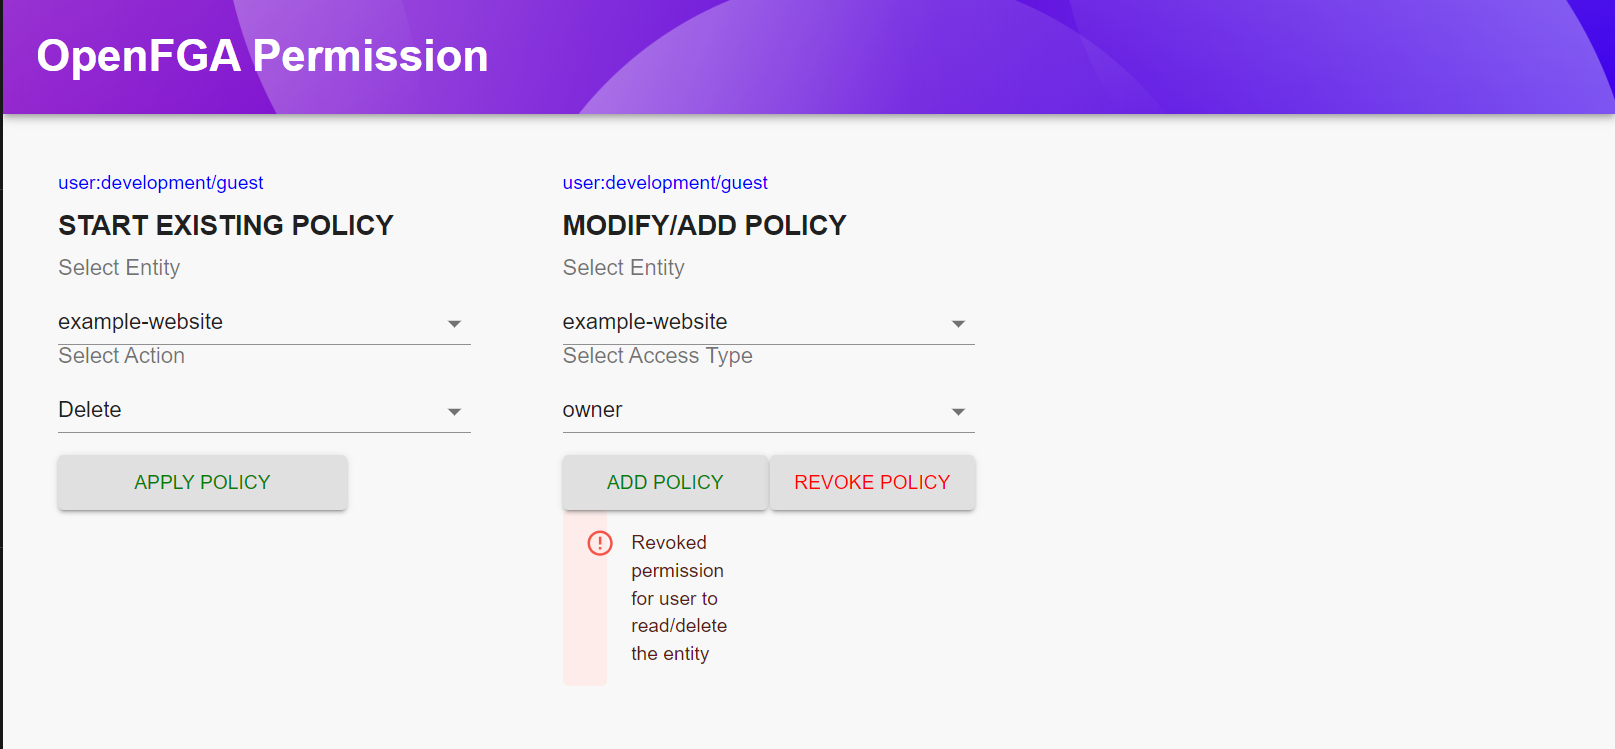 OpenFGA Permission
user:development/guest
START EXISTING POLICY
Select Entity
example-website
Select Action
Delete
APPLY POLICY
user:development/guest
MODIFY/ADD POLICY
Select Entity
example-website
Select Access Type
owner
ADD POLICY
REVOKE POLICY
Revoked
permission
for user to
read/delete
the entity